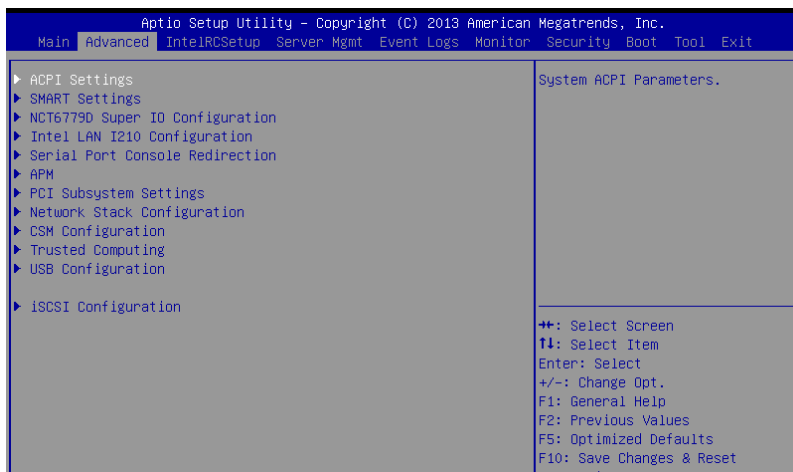 Aptio Setup Utility – Copyright (C) 2013 American Megatrends, Inc.
Main Advanced IntelRCSetup Server Mgmt Event Logs Monitor Security Boot Tool Exit
ACPI Settings
SMART Settings
NCT6779D Super IO Configuration
Intel LAN I210 Configuration
Serial Port Console Redirection
APM
PCI Subsystem Settings
Network Stack Configuration
CSM Configuration
Trusted Computing
USB Configuration
iSCSI Configuration
System ACPI Parameters.
→←: Select Screen
↑↓: Select Item
Enter: Select
+/-: Change Opt.
F1: General Help
F2: Previous Values
F5: Optimized Defaults
F10: Save Changes & Reset